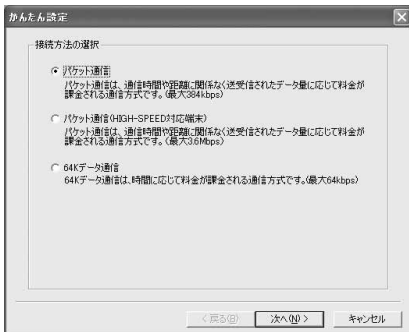 かんたん設定
接続方法の選択
パケット通信
パケット通信は、通信時間や距離に関係なく送受信されたデータ量に応じて料金が
課金される通信方式です。(最大384kbps)
パケット通信(HIGH-SPEED対応端末)
パケット通信は、通信時間や距離に関係なく送受信されたデータ量に応じて料金が
課金される通信方式です。(最大3.6Mbps)
64Kデータ通信
64Kデータ通信は、時間に応じて料金が課金される通信方式です。(最大64kbps)
< 戻る(B)
次へ(N) >
キャンセル